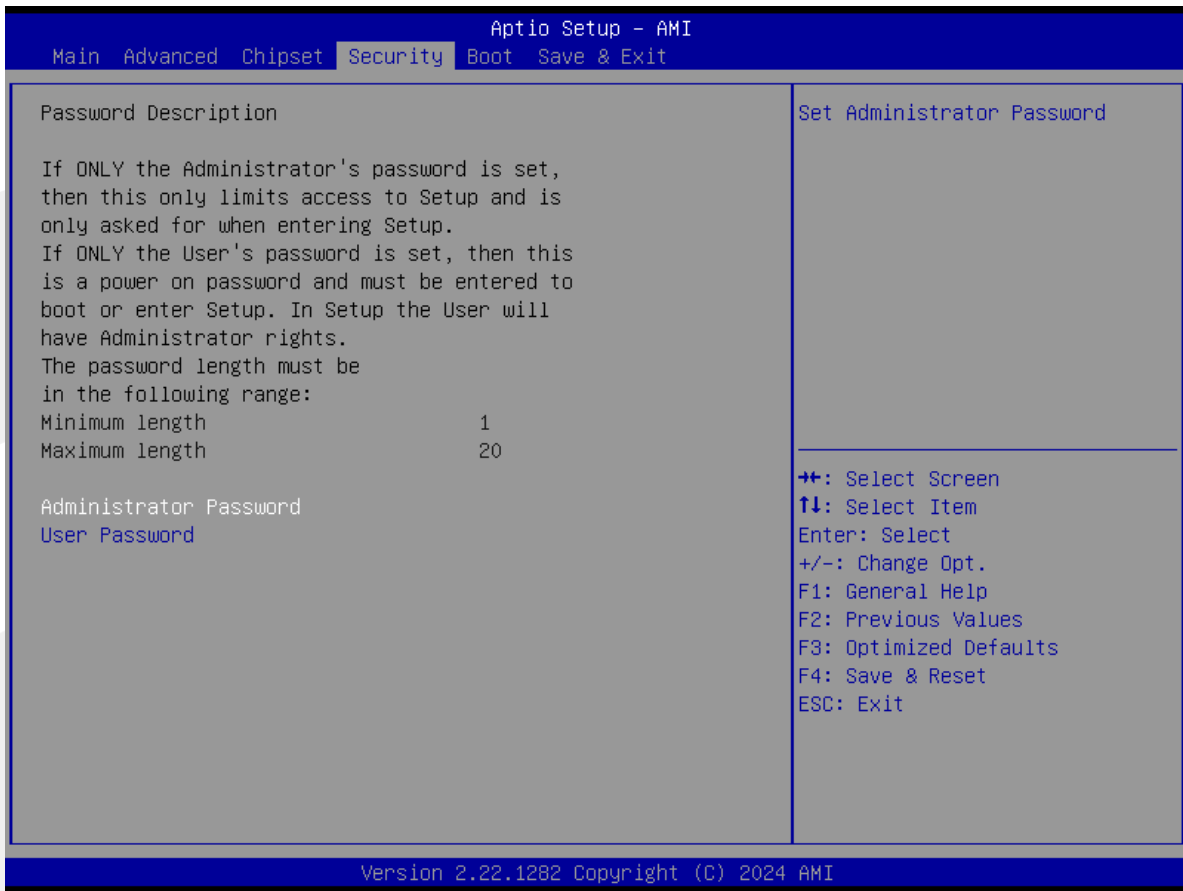 Aptio Setup – AMI
Main Advanced Chipset Security Boot Save & Exit
Password Description
If ONLY the Administrator's password is set,
then this only limits access to Setup and is
only asked for when entering Setup.
If ONLY the User's password is set, then this
is a power on password and must be entered to
boot or enter Setup. In Setup the User will
have Administrator rights.
The password length must be
in the following range:
Minimum length 1
Maximum length 20
Administrator Password
User Password
Set Administrator Password
→←: Select Screen
↑↓: Select Item
Enter: Select
+/-: Change Opt.
F1: General Help
F2: Previous Values
F3: Optimized Defaults
F4: Save & Reset
ESC: Exit
Version 2.22.1282 Copyright (C) 2024 AMI